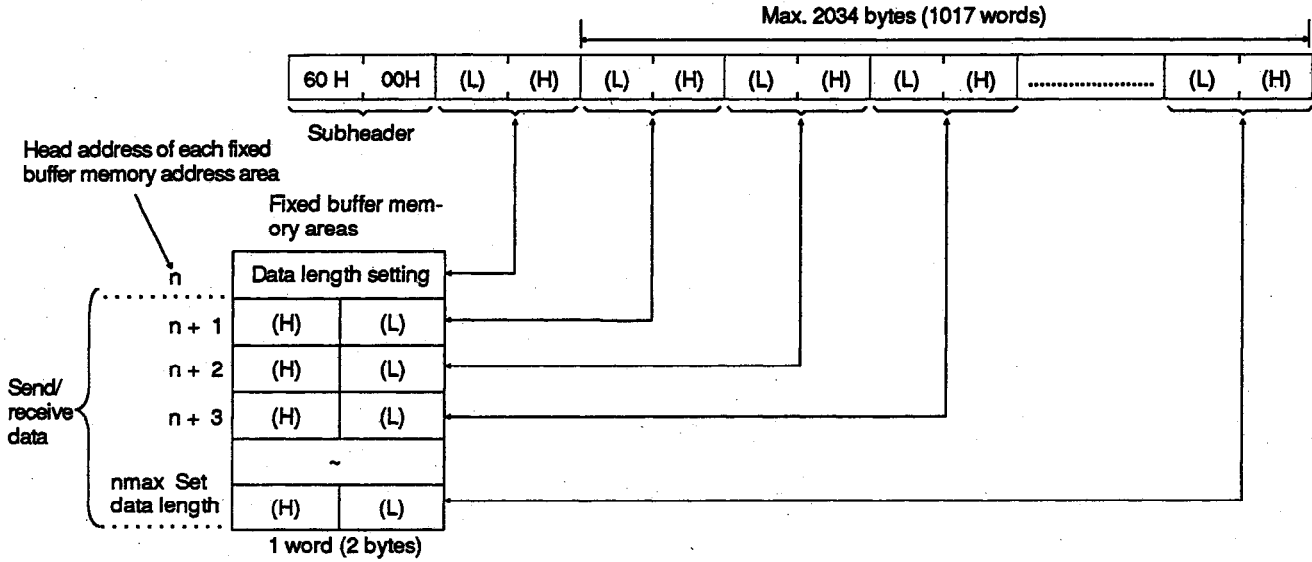 Max. 2034 bytes (1017 words)
60 H 00H (L) (H) (L) (H) (L) (H) (L) (H) ........................ (L) (H)
Subheader
Head address of each fixed
buffer memory address area
Fixed buffer mem-
ory areas
n Data length setting
n + 1 (H) (L)
n + 2 (H) (L)
Send/
receive
data
n + 3 (H) (L)
~
nmax Set
data length (H) (L)
1 word (2 bytes)